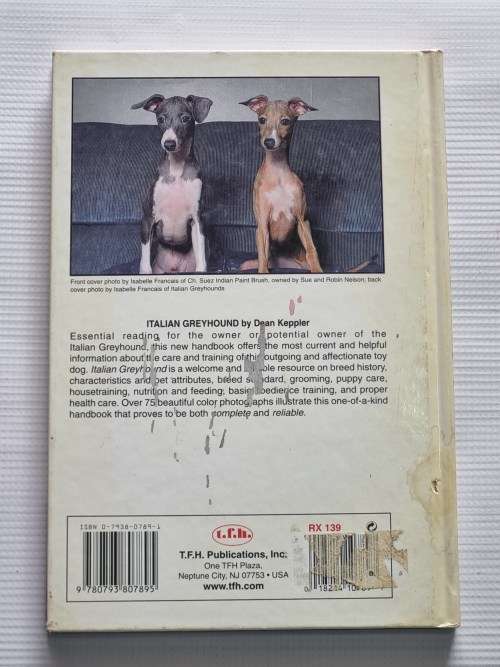 Front cover photo by Isabelle Francais of Ch. Suez Indian Paint Brush, owned by Sue and Robin Nelson; back
cover photo by Isabelle Francais of Italian Greyhounds
ITALIAN GREYHOUND by Dean Keppler
Essential reading for the owner or potential owner of the
Italian Greyhound, this new handbook offers the most current and helpful
information about the care and training of this outgoing and affectionate toy
dog. Italian Greyhound is a welcome and resource on breed history,
characteristics and attributes, breed standard, grooming, puppy care,
housetraining, nutrition and feeding, basic obedience training, and proper
health care. Over 75 beautiful color photographs illustrate this one-of-a-kind
handbook that proves to be both complete and reliable.
ISBN 0-7938-0789-1
9 780793 807895
t.f.h.
T.F.H. Publications, Inc.
One TFH Plaza,
Neptune City, NJ 07753 • USA
www.tfh.com
RX 139